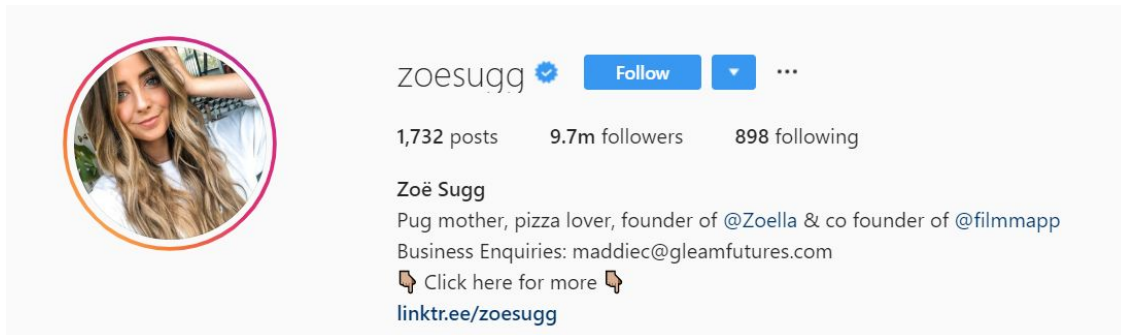 zoesugg Follow
1,732 posts 9.7m followers 898 following
Zoë Sugg
Pug mother, pizza lover, founder of @Zoella & co founder of @filmmapp
Business Enquiries: maddiec@gleamfutures.com
👇🏽 Click here for more 👇🏽
linktr.ee/zoesugg